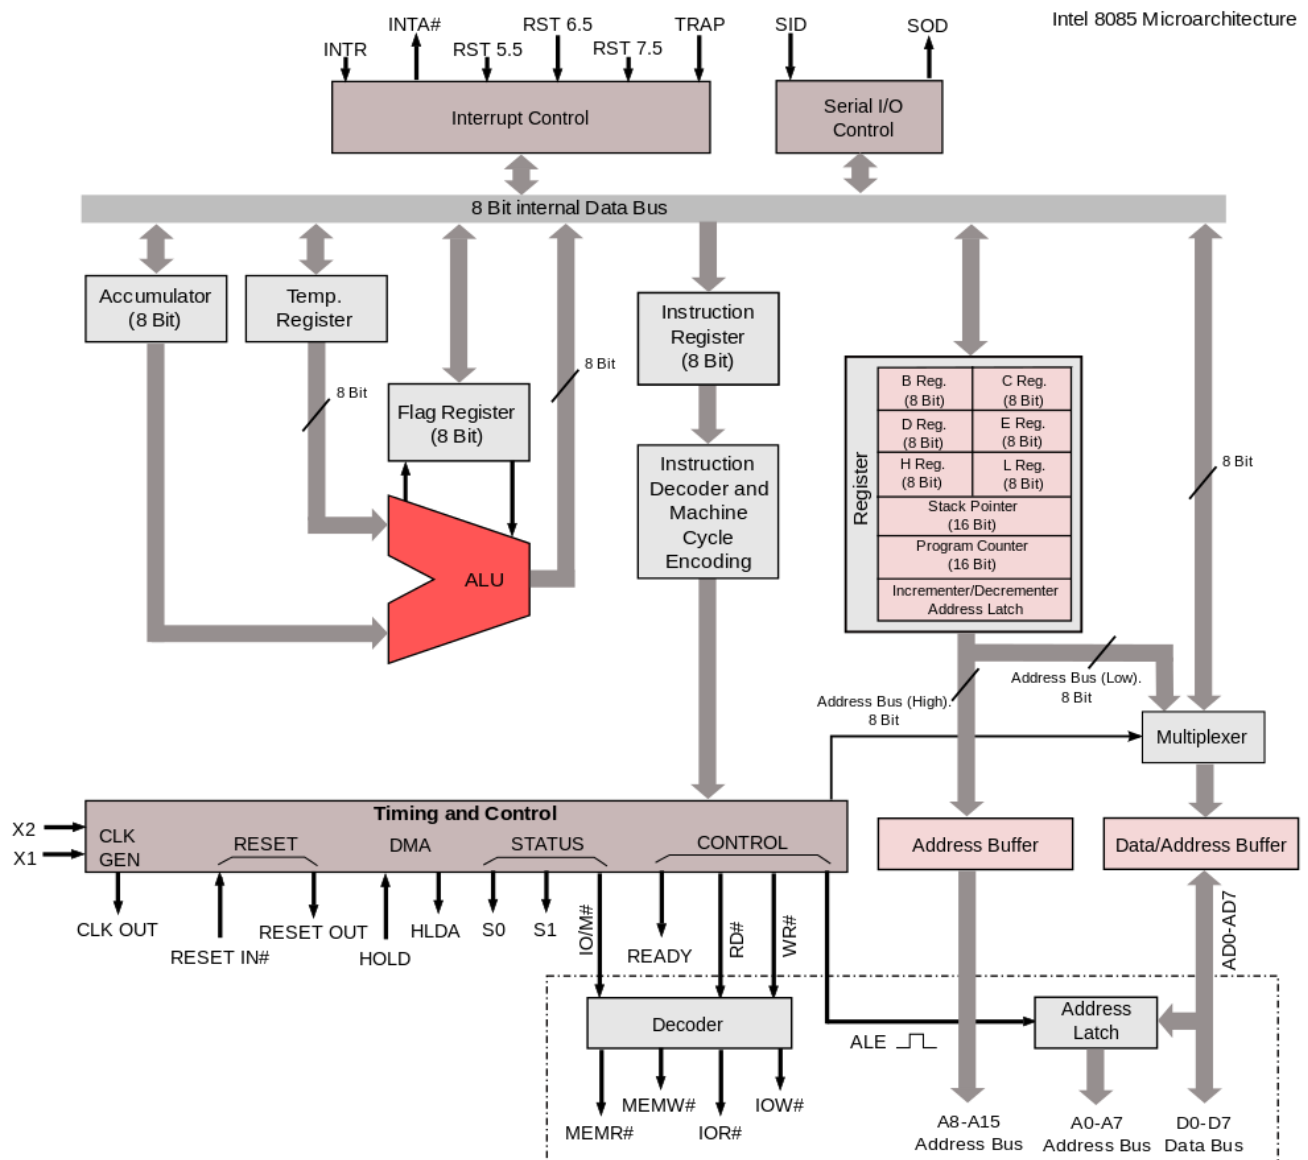 Intel 8085 Microarchitecture
INTA#
RST 6.5
TRAP
SID
SOD
INTR
RST 5.5
RST 7.5
Interrupt Control
Serial I/O
Control
8 Bit internal Data Bus
Accumulator
(8 Bit)
Temp.
Register
8 Bit
Flag Register
(8 Bit)
8 Bit
ALU
Instruction
Register
(8 Bit)
Instruction
Decoder and
Machine
Cycle
Encoding
Register
B Reg.
(8 Bit)
C Reg.
(8 Bit)
D Reg.
(8 Bit)
E Reg.
(8 Bit)
H Reg.
(8 Bit)
L Reg.
(8 Bit)
Stack Pointer
(16 Bit)
Program Counter
(16 Bit)
Incrementer/Decrementer
Address Latch
8 Bit
Address Bus (Low).
8 Bit
Address Bus (High).
8 Bit
Multiplexer
Timing and Control
X2
X1
CLK
GEN
RESET
DMA
STATUS
CONTROL
Address Buffer
Data/Address Buffer
CLK OUT
RESET IN#
RESET OUT
HOLD
HLDA
S0
S1
IO/M#
READY
RD#
WR#
AD0-AD7
Decoder
Address
Latch
ALE
MEMR#
MEMW#
IOR#
IOW#
A8-A15
Address Bus
A0-A7
Address Bus
D0-D7
Data Bus